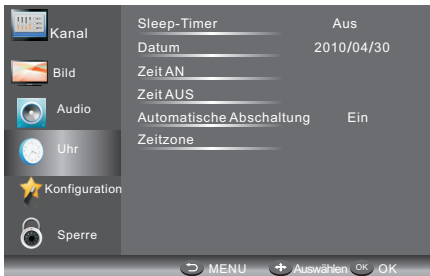 Kanal
Bild
Audio
Uhr
Konfiguration
Sperre
Sleep-Timer Aus
Datum 2010/04/30
Zeit AN
Zeit AUS
Automatische Abschaltung Ein
Zeitzone
MENU Auswählen OK OK